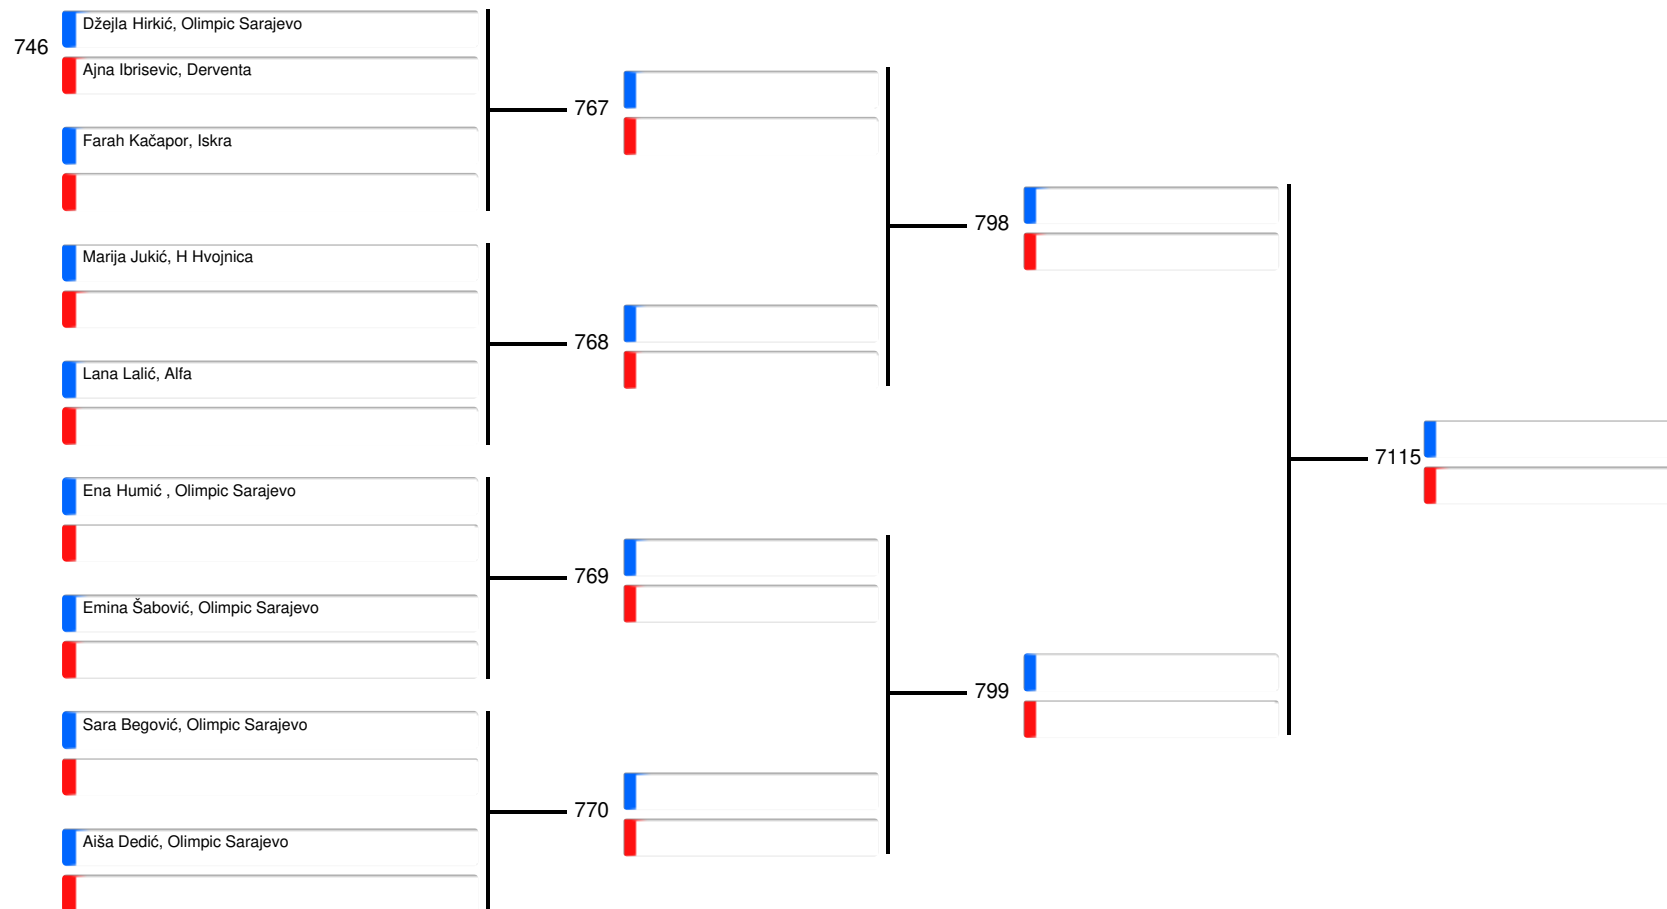 746
Džejla Hirkić, Olimpic Sarajevo
Ajna Ibrisevic, Derventa
Farah Kačapor, Iskra
Marija Jukić, H Hvojnica
Lana Lalić, Alfa
Ena Humić , Olimpic Sarajevo
Emina Šabović, Olimpic Sarajevo
Sara Begović, Olimpic Sarajevo
Aiša Dedić, Olimpic Sarajevo
767
768
769
770
798
799
7115